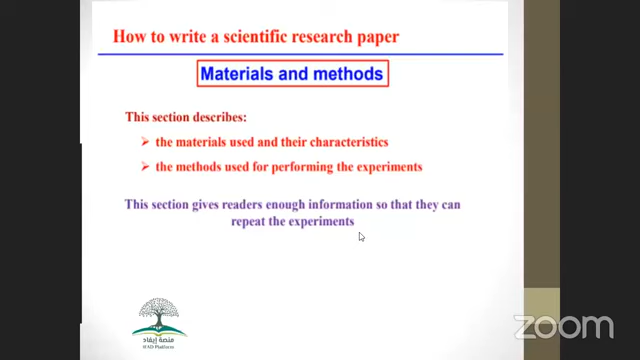 How to write a scientific research paper
Materials and methods
This section describes:
➢ the materials used and their characteristics
➢ the methods used for performing the experiments
This section gives readers enough information so that they can
repeat the experiments
منصة إيفاد
IFAD Platform
zoom